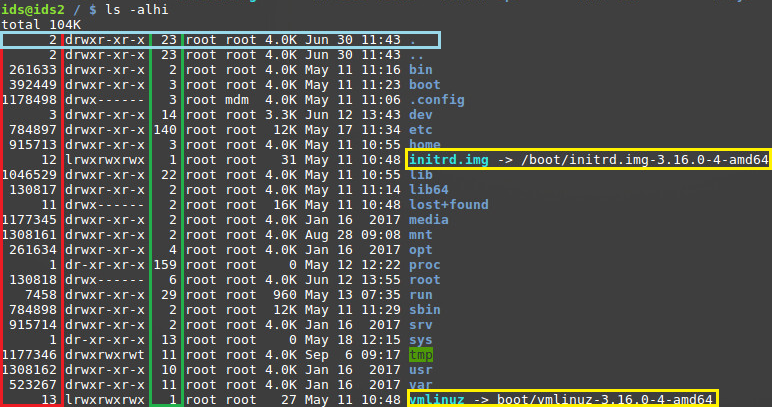 ids@ids2 / $ ls -alhi
total 104K
2 drwxr-xr-x 23 root root 4.0K Jun 30 11:43 .
2 drwxr-xr-x 23 root root 4.0K Jun 30 11:43 ..
261633 drwxr-xr-x 2 root root 4.0K May 11 11:16 bin
392449 drwxr-xr-x 3 root root 4.0K May 11 11:23 boot
1178498 drwx------ 3 root mdm 4.0K May 11 11:06 .config
3 drwxr-xr-x 14 root root 3.3K Jun 12 13:43 dev
784897 drwxr-xr-x 140 root root 12K May 17 11:34 etc
915713 drwxr-xr-x 3 root root 4.0K May 11 10:55 home
12 lrwxrwxrwx 1 root root 31 May 11 10:48 initrd.img -> /boot/initrd.img-3.16.0-4-amd64
1046529 drwxr-xr-x 22 root root 4.0K May 11 10:55 lib
130817 drwxr-xr-x 2 root root 4.0K May 11 11:14 lib64
11 drwx------ 2 root root 16K May 11 10:48 lost+found
1177345 drwxr-xr-x 2 root root 4.0K Jan 16 2017 media
1308161 drwxr-xr-x 2 root root 4.0K Aug 28 09:08 mnt
261634 drwxr-xr-x 4 root root 4.0K Jan 16 2017 opt
1 dr-xr-xr-x 159 root root 0 May 12 12:22 proc
130818 drwx------ 6 root root 4.0K Jun 12 13:55 root
7458 drwxr-xr-x 29 root root 960 May 13 07:35 run
784898 drwxr-xr-x 2 root root 12K May 11 11:29 sbin
915714 drwxr-xr-x 2 root root 4.0K Jan 16 2017 srv
1 dr-xr-xr-x 13 root root 0 May 18 12:15 sys
1177346 drwxrwxrwt 11 root root 4.0K Sep 6 09:17 tmp
1308162 drwxr-xr-x 10 root root 4.0K Jan 16 2017 usr
523267 drwxr-xr-x 11 root root 4.0K Jan 16 2017 var
13 lrwxrwxrwx 1 root root 27 May 11 10:48 vmlinuz -> boot/vmlinuz-3.16.0-4-amd64